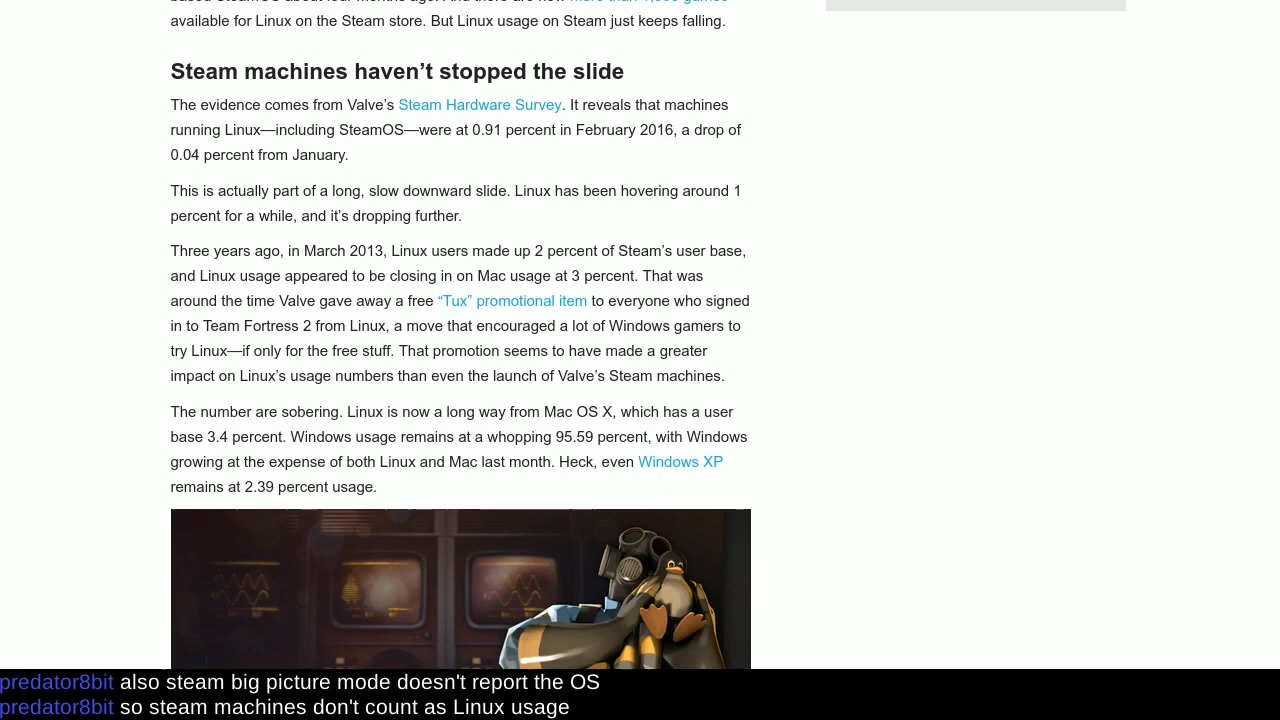 available for Linux on the Steam store. But Linux usage on Steam just keeps falling.
Steam machines haven’t stopped the slide
The evidence comes from Valve’s Steam Hardware Survey. It reveals that machines
running Linux—including SteamOS—were at 0.91 percent in February 2016, a drop of
0.04 percent from January.
This is actually part of a long, slow downward slide. Linux has been hovering around 1
percent for a while, and it’s dropping further.
Three years ago, in March 2013, Linux users made up 2 percent of Steam’s user base,
and Linux usage appeared to be closing in on Mac usage at 3 percent. That was
around the time Valve gave away a free “Tux” promotional item to everyone who signed
in to Team Fortress 2 from Linux, a move that encouraged a lot of Windows gamers to
try Linux—if only for the free stuff. That promotion seems to have made a greater
impact on Linux’s usage numbers than even the launch of Valve’s Steam machines.
The number are sobering. Linux is now a long way from Mac OS X, which has a user
base 3.4 percent. Windows usage remains at a whopping 95.59 percent, with Windows
growing at the expense of both Linux and Mac last month. Heck, even Windows XP
remains at 2.39 percent usage.
predator8bit also steam big picture mode doesn't report the OS
predator8bit so steam machines don't count as Linux usage